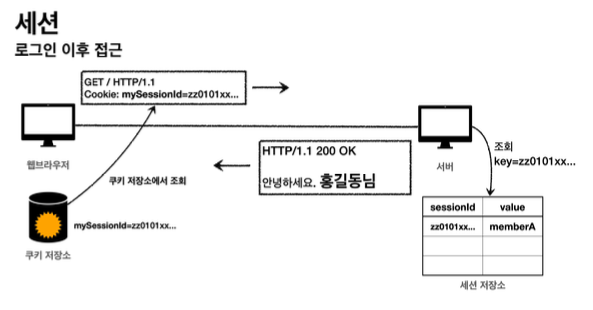 세션
로그인 이후 접근
GET / HTTP/1.1
Cookie: mySessionId=zz0101xx...
웹브라우저
쿠키 저장소에서 조회
HTTP/1.1 200 OK
안녕하세요. 홍길동님
서버
조회
key=zz0101xx...
mySessionId=zz0101xx...
쿠키 저장소
sessionId value
zz0101xx... memberA
세션 저장소